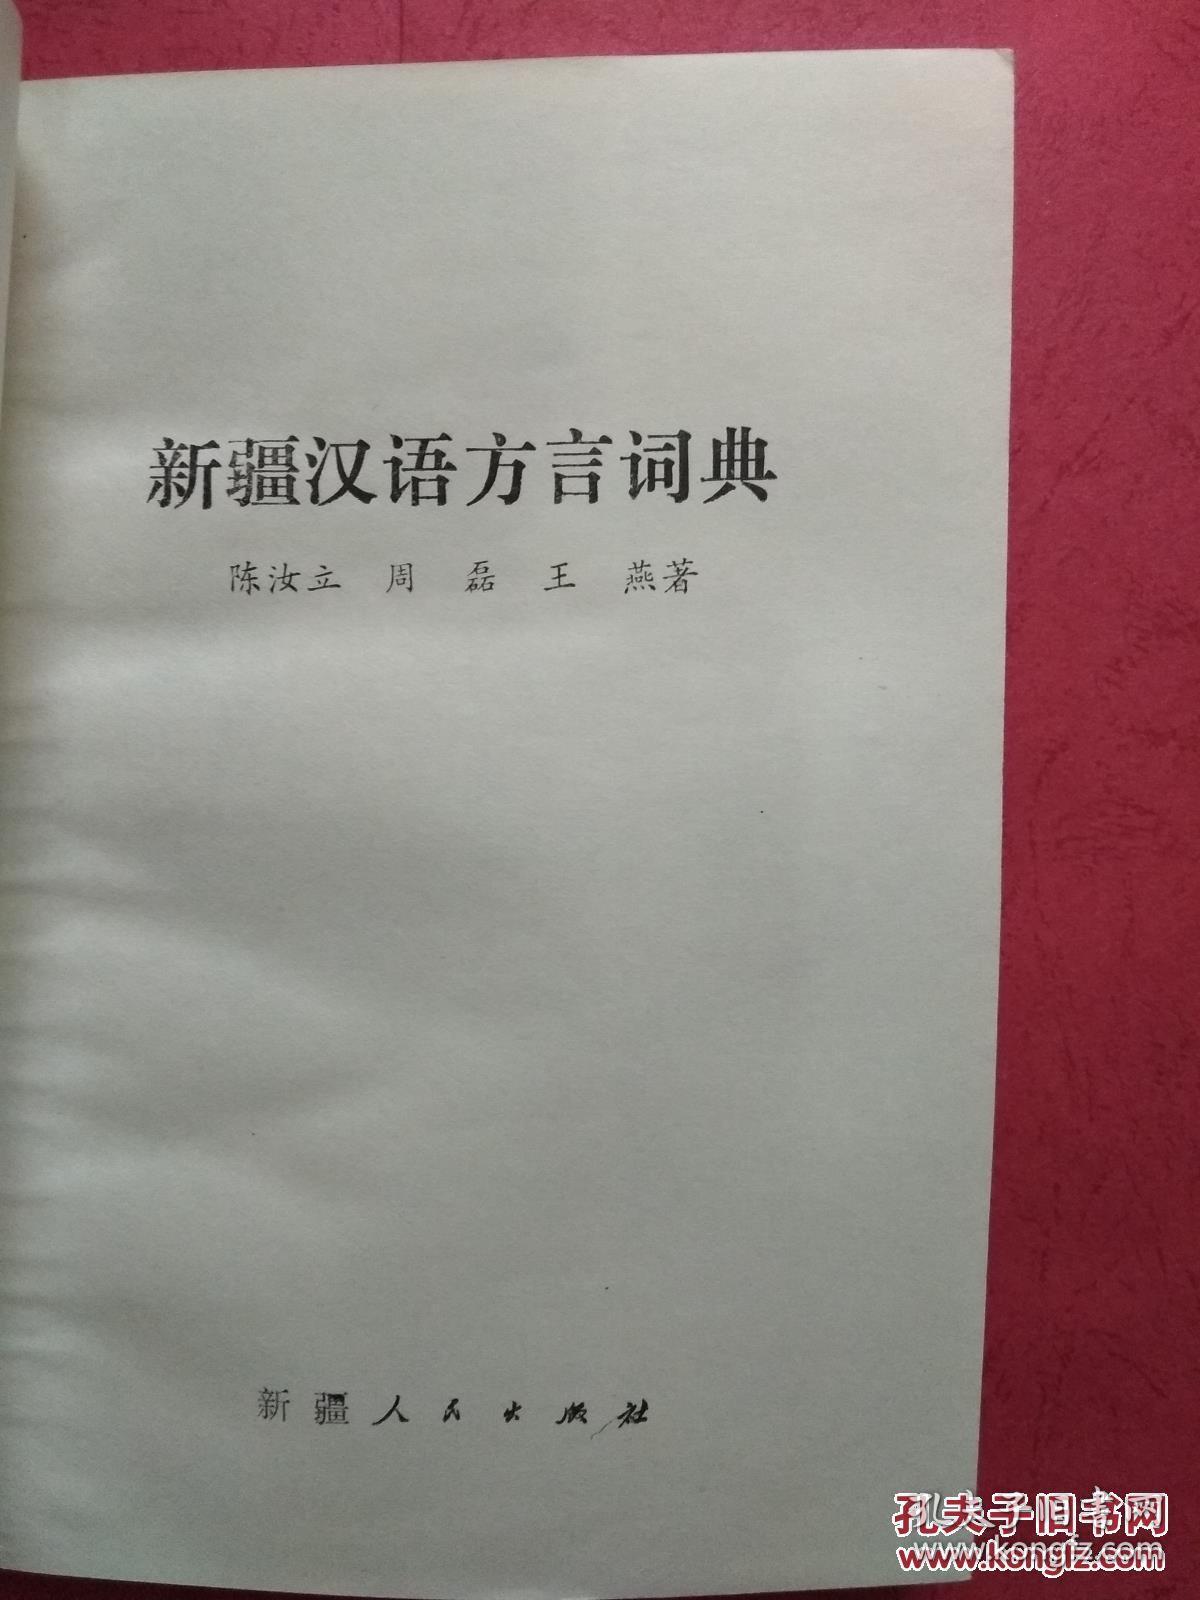 新疆汉语方言词典
陈汝立 周 磊 王 燕著
新疆人民出版社
孔夫子旧书网
www.kongfz.com